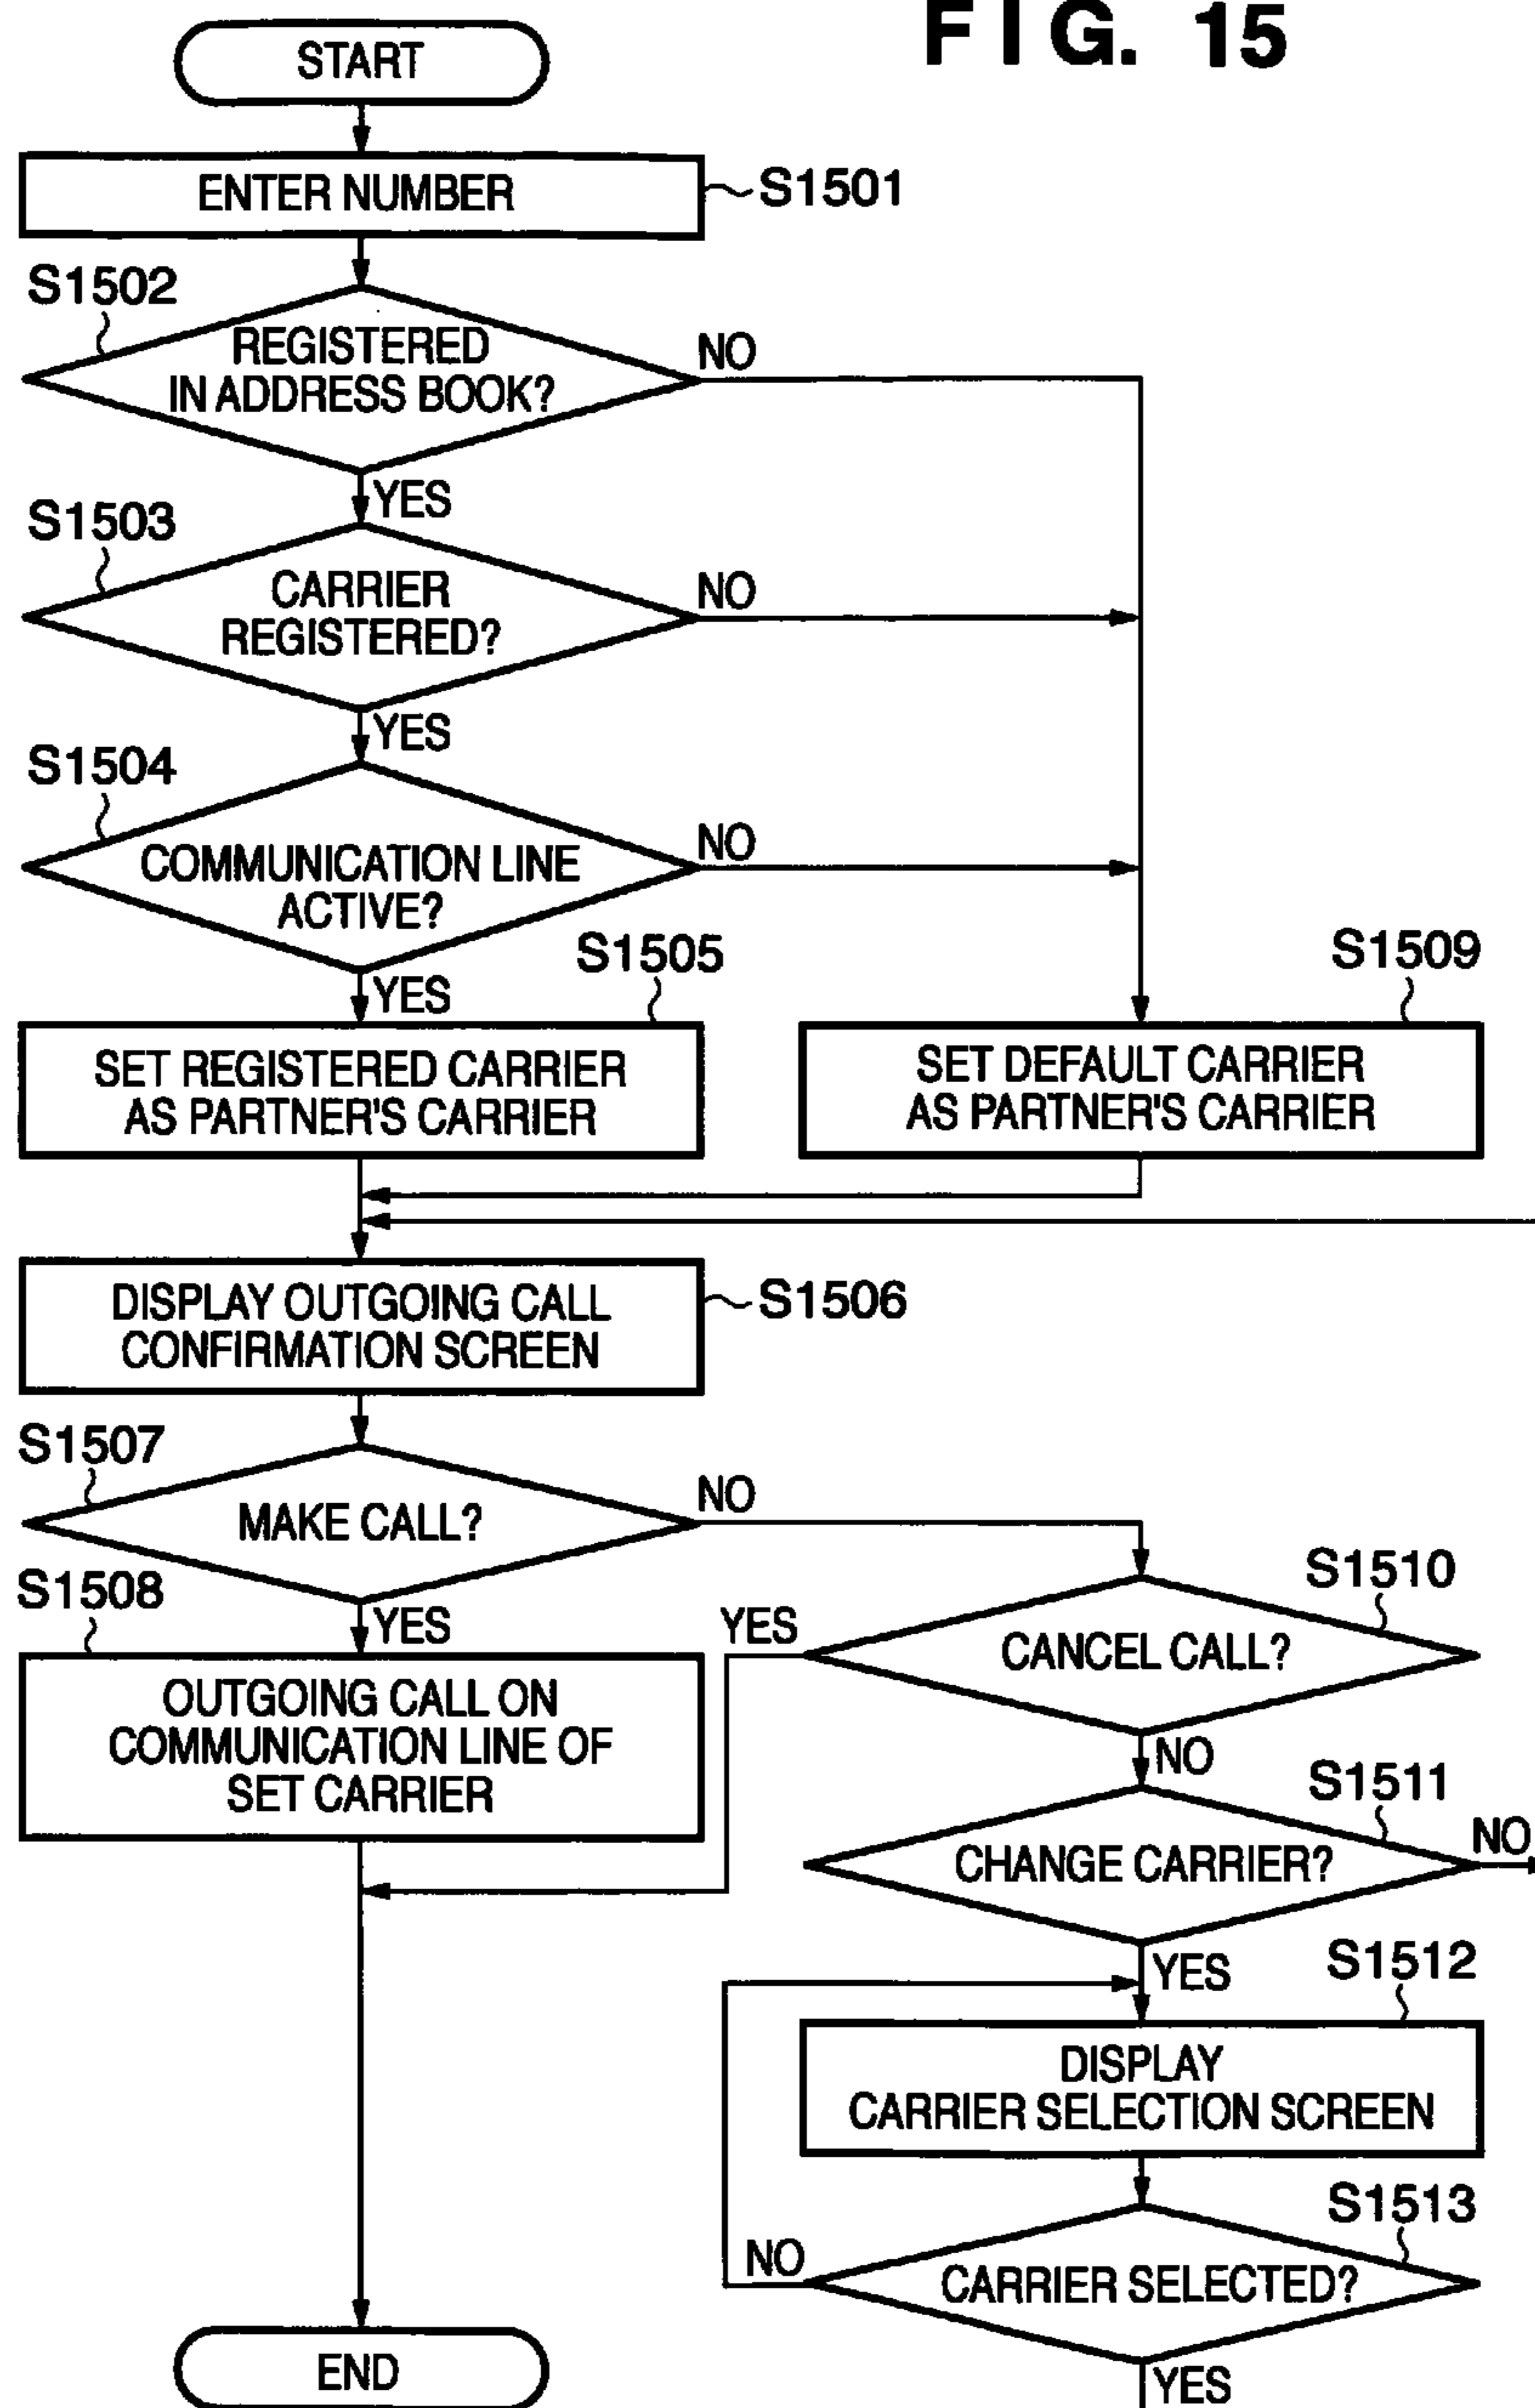 FIG. 15
START
ENTER NUMBER
S1501
S1502
REGISTERED
IN ADDRESS BOOK?
NO
YES
S1503
CARRIER
REGISTERED?
NO
YES
S1504
COMMUNICATION LINE
ACTIVE?
NO
YES
S1505
SET REGISTERED CARRIER
AS PARTNER'S CARRIER
S1509
SET DEFAULT CARRIER
AS PARTNER'S CARRIER
DISPLAY OUTGOING CALL
CONFIRMATION SCREEN
S1506
S1507
MAKE CALL?
NO
YES
S1508
OUTGOING CALL ON
COMMUNICATION LINE OF
SET CARRIER
S1510
CANCEL CALL?
YES
NO
S1511
CHANGE CARRIER?
NO
YES
S1512
DISPLAY
CARRIER SELECTION SCREEN
S1513
CARRIER SELECTED?
NO
YES
END